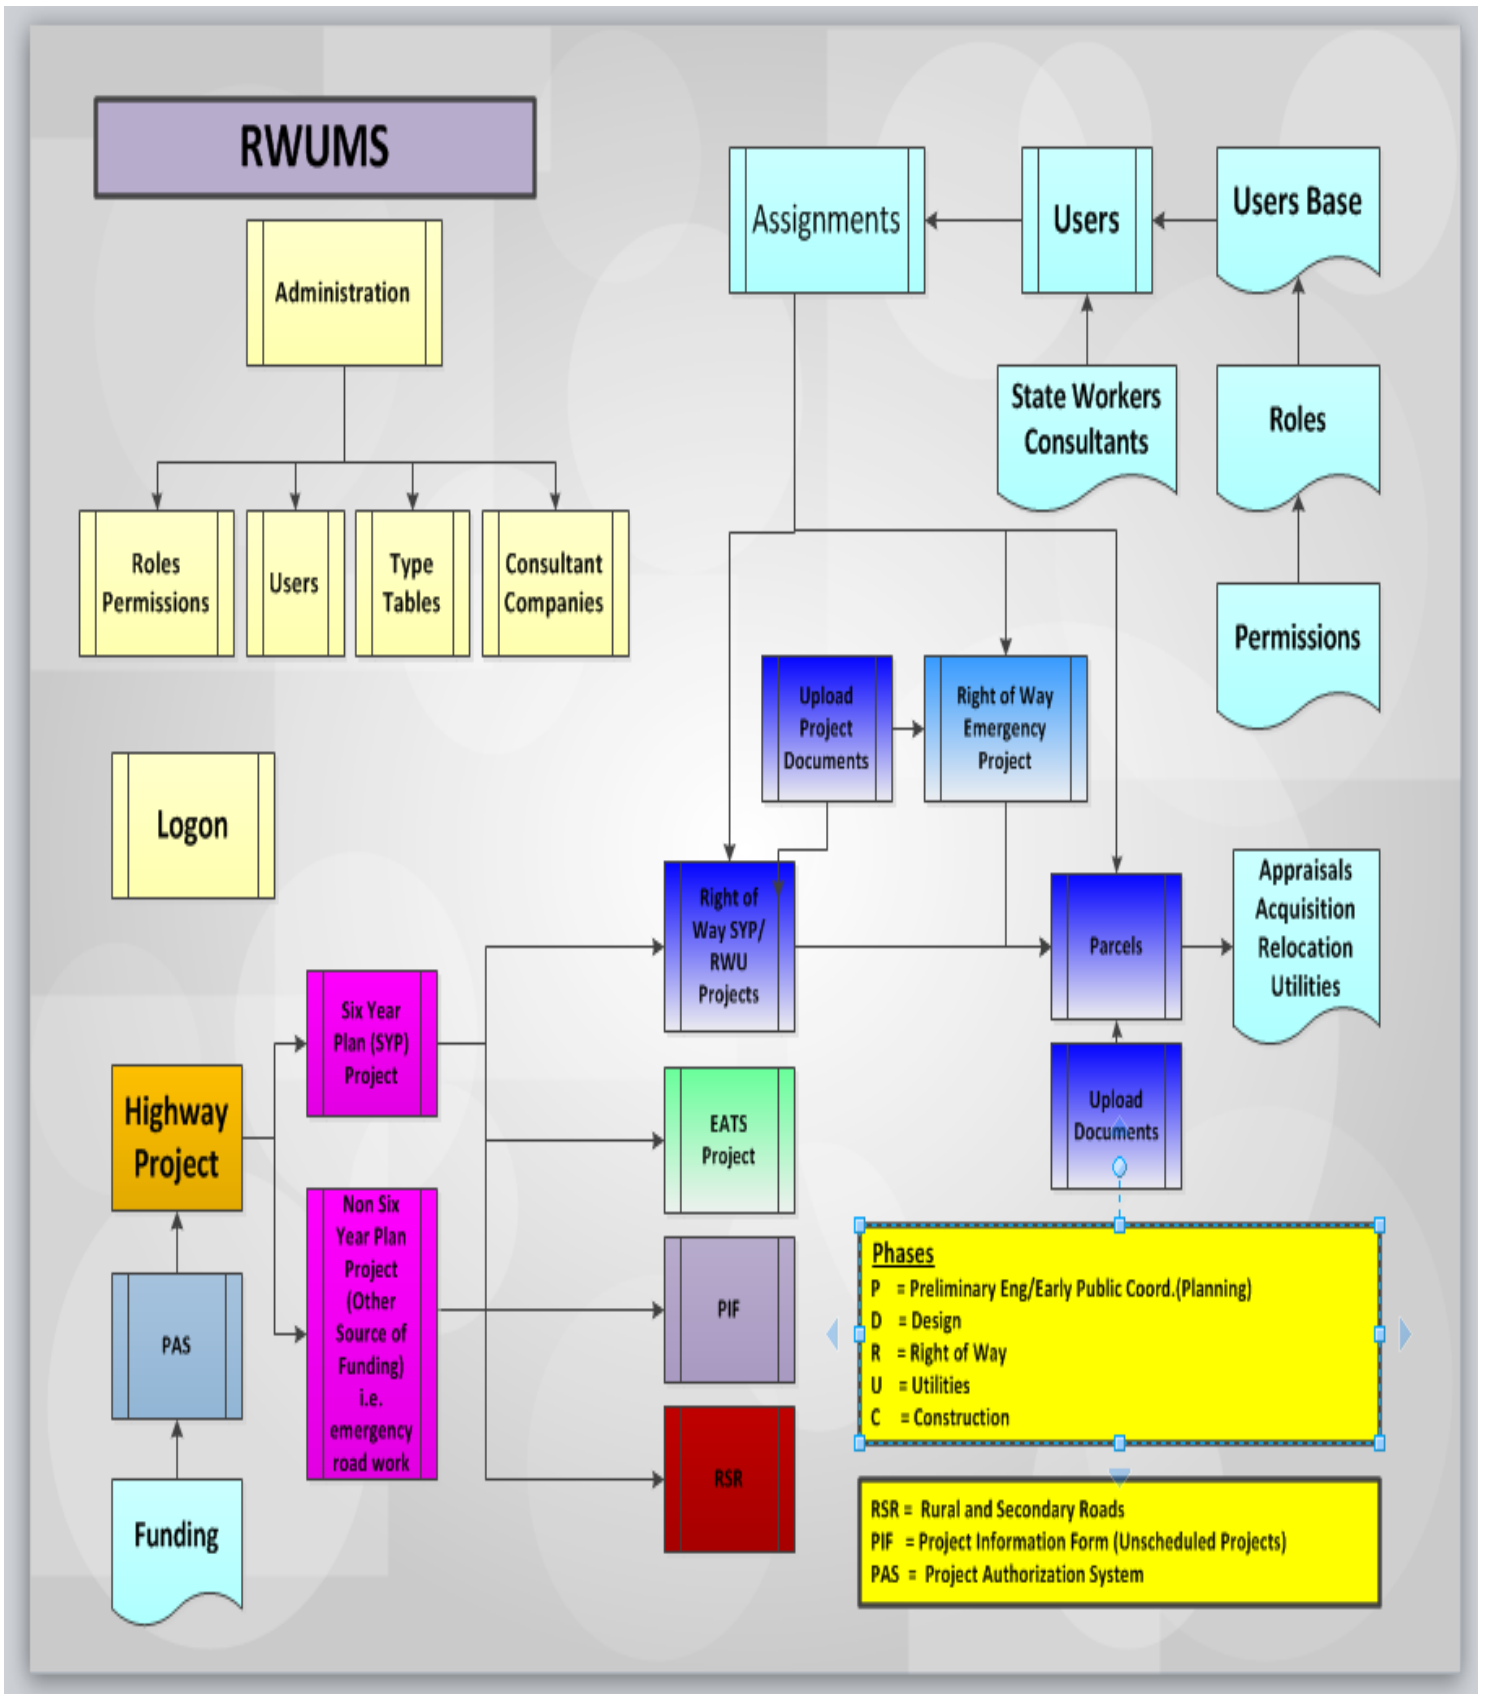 RWUMS
Administration
Roles
Permissions
Users
Type
Tables
Consultant
Companies
Logon
Assignments
Users
Users Base
State Workers
Consultants
Roles
Permissions
Upload
Project
Documents
Right of Way
Emergency
Project
Right of
Way SYP/
RWU
Projects
Parcels
Appraisals
Acquisition
Relocation
Utilities
Upload
Documents
Six Year
Plan (SYP)
Project
Highway
Project
Non Six
Year Plan
Project
(Other
Source of
Funding)
i.e.
emergency
road work
PAS
Funding
EATS
Project
PIF
RSR
Phases
P = Preliminary Eng/Early Public Coord.(Planning)
D = Design
R = Right of Way
U = Utilities
C = Construction
RSR = Rural and Secondary Roads
PIF = Project Information Form (Unscheduled Projects)
PAS = Project Authorization System